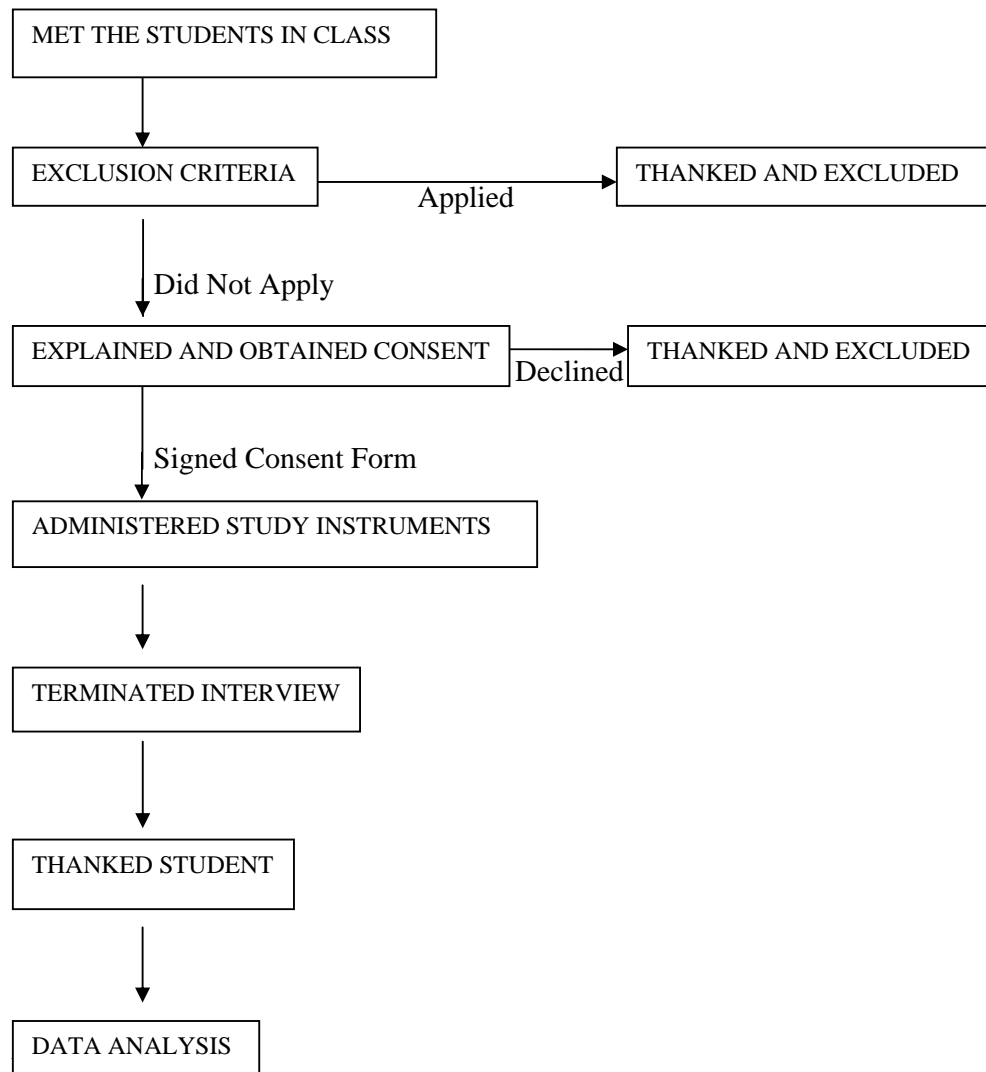 MET THE STUDENTS IN CLASS
EXCLUSION CRITERIA
THANKED AND EXCLUDED
Applied
Did Not Apply
EXPLAINED AND OBTAINED CONSENT
THANKED AND EXCLUDED
Declined
Signed Consent Form
ADMINISTERED STUDY INSTRUMENTS
TERMINATED INTERVIEW
THANKED STUDENT
DATA ANALYSIS